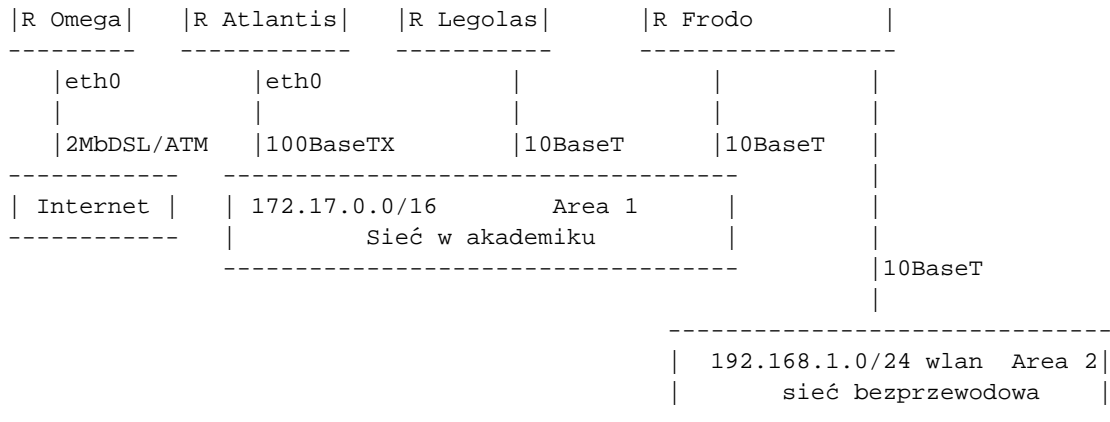 |R Omega| |R Atlantis| |R Legolas| |R Frodo |
|eth0 |eth0
|2MbDSL/ATM |100BaseTX |10BaseT |10BaseT |
| Internet | | 172.17.0.0/16 Area 1 |
| Sieć w akademiku |
|10BaseT
| 192.168.1.0/24 wlan Area 2|
| sieć bezprzewodowa |